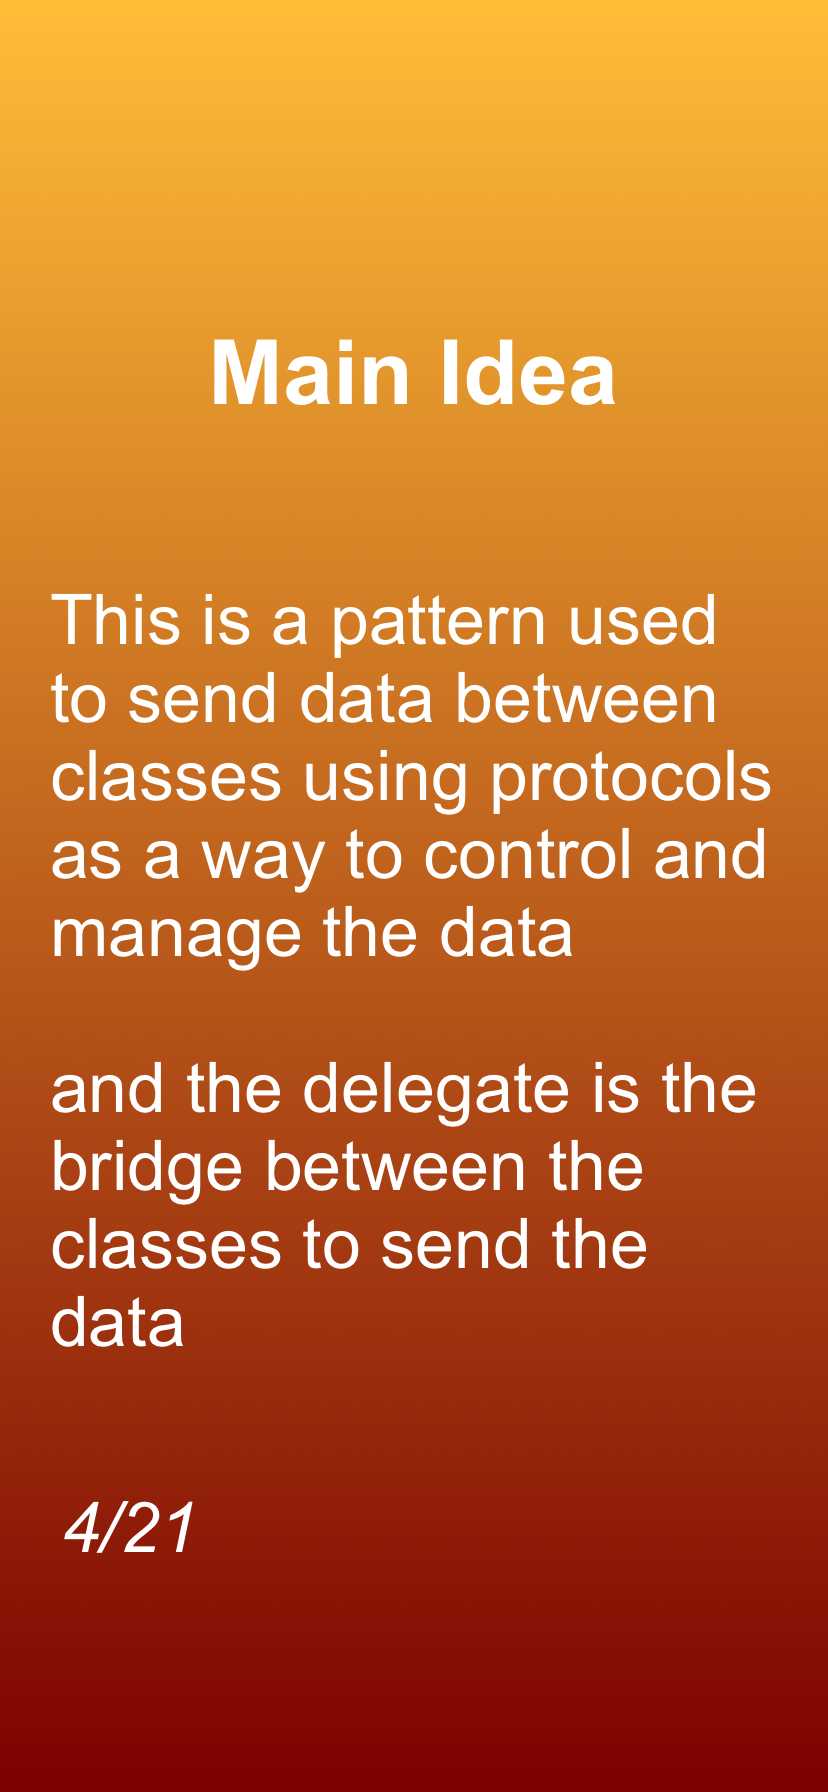 Main Idea
This is a pattern used
to send data between
classes using protocols
as a way to control and
manage the data
and the delegate is the
bridge between the
classes to send the
data
4/21